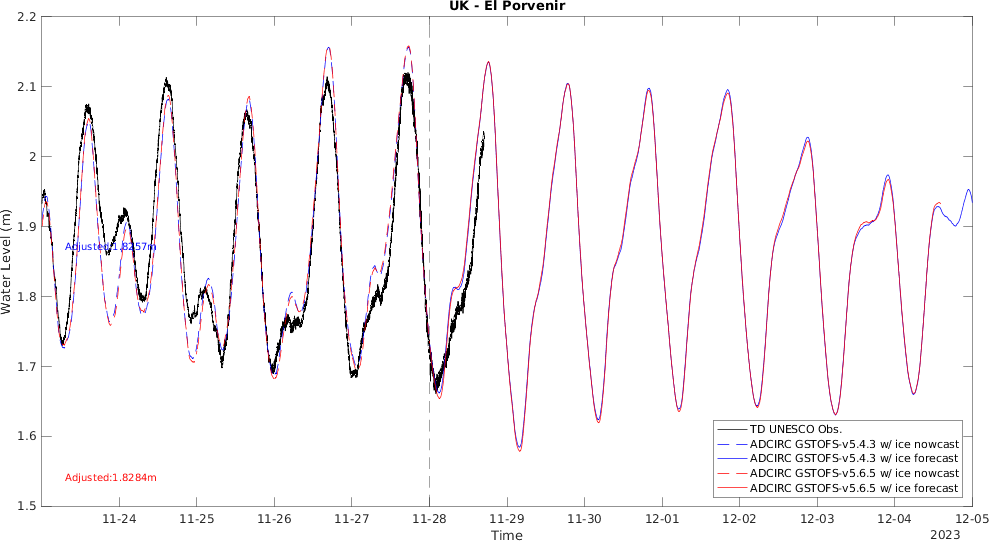 UK - El Porvenir
2.2
2.1
2
1.9
1.8
1.7
1.6
1.5
Water Level (m)
Adjusted:1.8257m
Adjusted:1.8284m
TD UNESCO Obs.
ADCIRC GSTOFS-v5.4.3 w/ ice nowcast
ADCIRC GSTOFS-v5.4.3 w/ ice forecast
ADCIRC GSTOFS-v5.6.5 w/ ice nowcast
ADCIRC GSTOFS-v5.6.5 w/ ice forecast
11-24 11-25 11-26 11-27 11-28 11-29 11-30 12-01 12-02 12-03 12-04 12-05
Time
2023